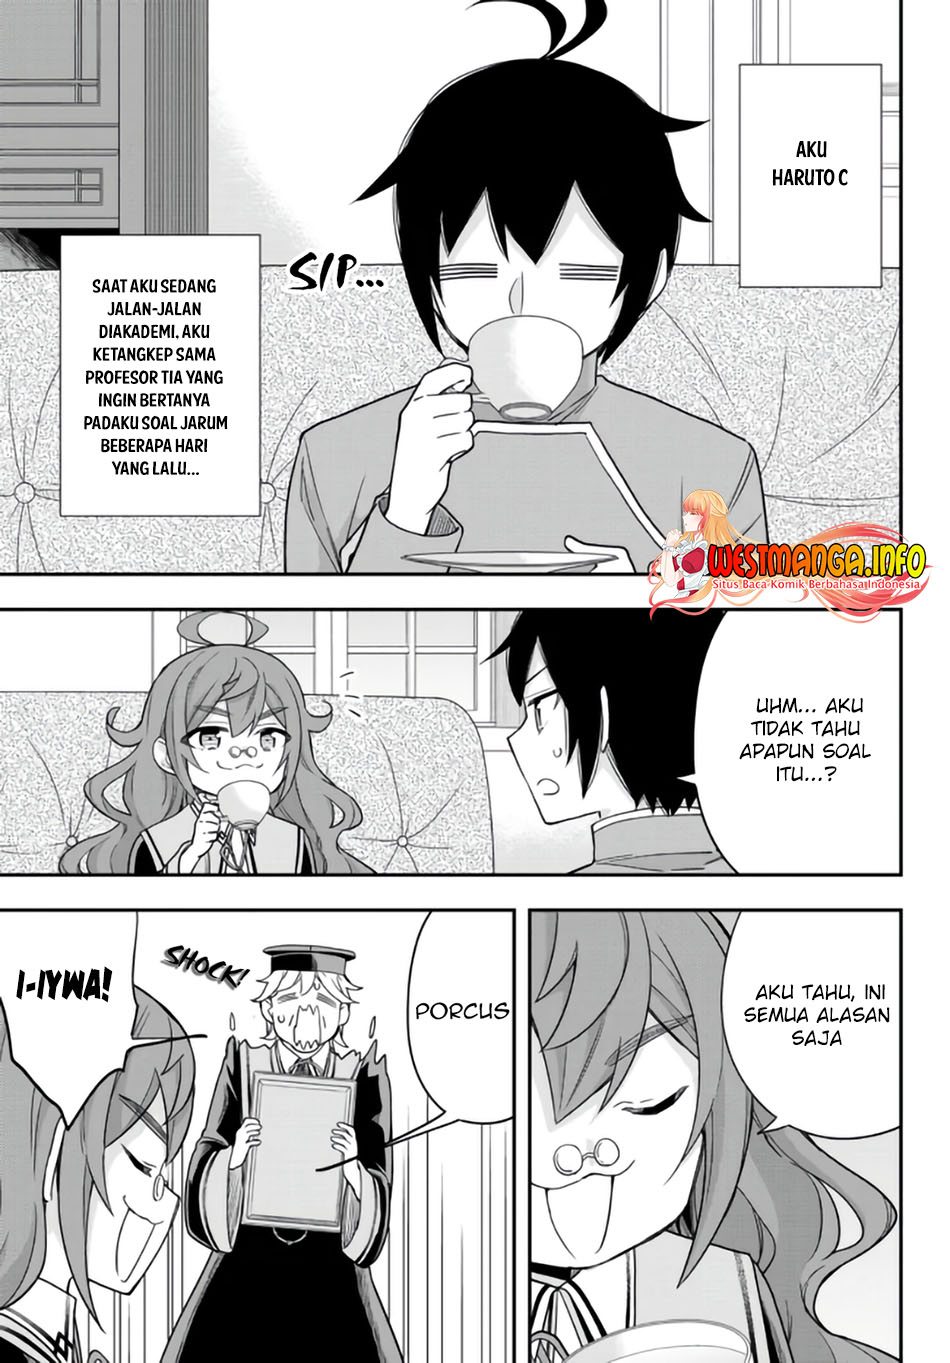 AKU
HARUTO C
SIP...
SAAT AKU SEDANG
JALAN-JALAN
DIAKADEMI, AKU
KETANGKEP SAMA
PROFESOR TIA YANG
INGIN BERTANYA
PADAKU SOAL JARUM
BEBERAPA HARI
YANG LALU...
WESTMANGA.INFO
Situs Baca Komik Berbahasa Indonesia
UHM... AKU
TIDAK TAHU
APAPUN SOAL
ITU...?
AKU TAHU, INI
SEMUA ALASAN
SAJA
PORCUS
SHOCK!
I-IYWA!